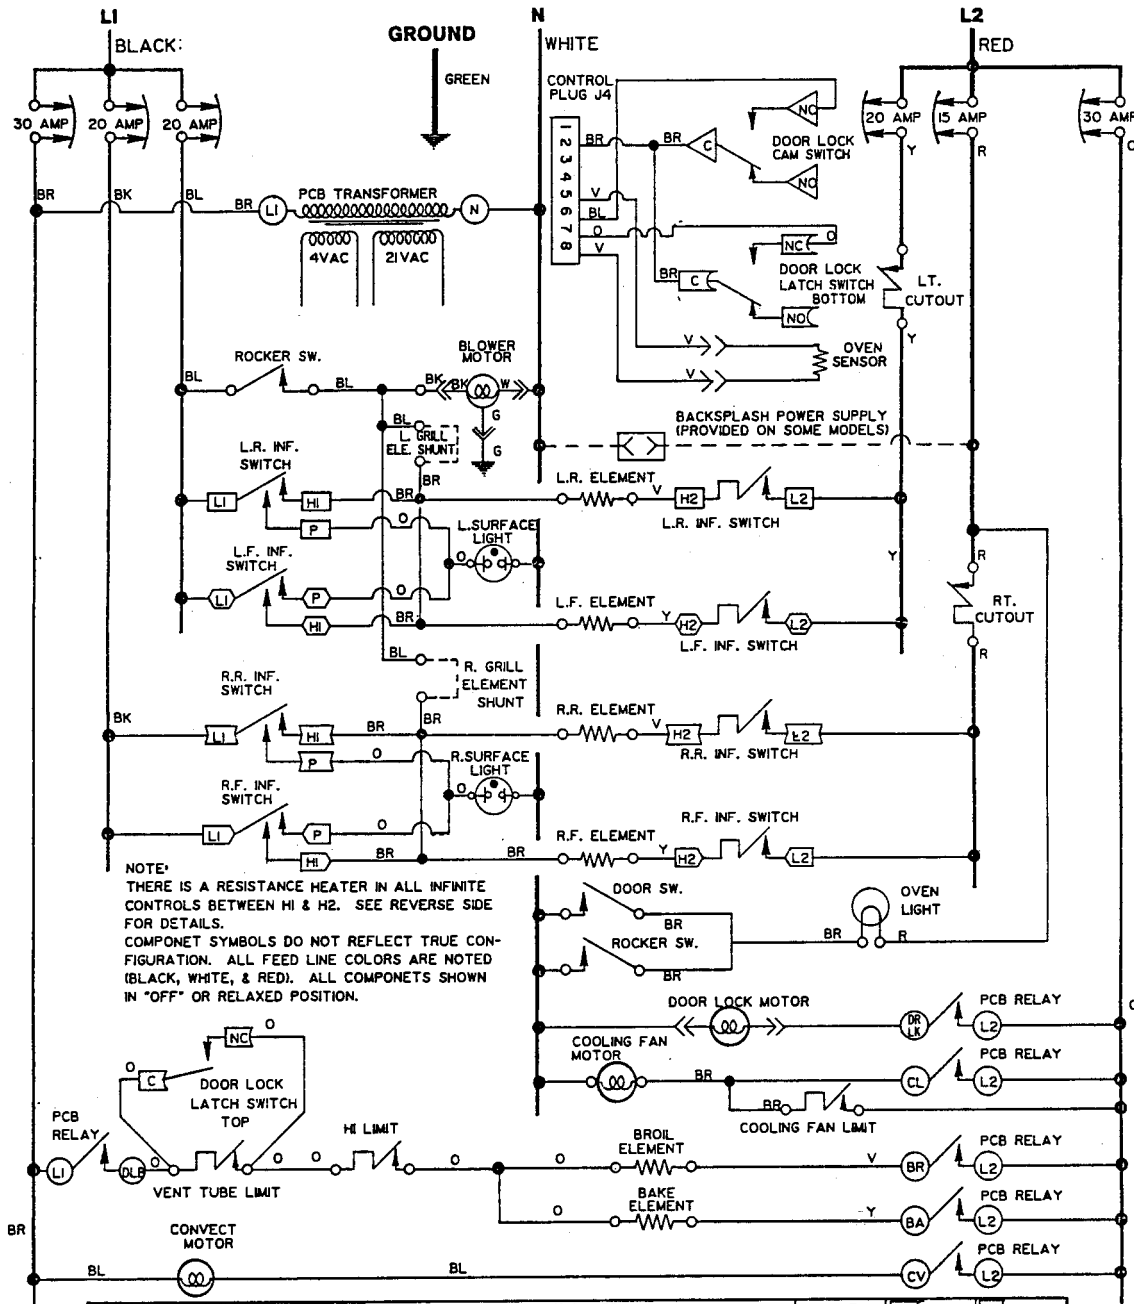 L1
N
L2
GROUND
BLACK:
WHITE
RED
GREEN
CONTROL
PLUG J4
30 AMP
20 AMP
20 AMP
20 AMP
15 AMP
30 AMP
1 2 3 4 5 6 7 8
BR
BR
C
NO
NO
DOOR LOCK
CAM SWITCH
Y
R
V
BL
O
V
O
BR
BK
BL
BR
L1
PCB TRANSFORMER
N
4VAC
21VAC
BR
C
NC
DOOR LOCK
LATCH SWITCH
BOTTOM
NO
LT.
CUTOUT
Y
V
V
OVEN
SENSOR
ROCKER SW.
BL
BL
BLOWER
MOTOR
BK
BK
W
G
G
BL
L. GRILL
ELE. SHUNT
BR
BACKSPLASH POWER SUPPLY
(PROVIDED ON SOME MODELS)
L.R. INF.
SWITCH
L1
HI
BR
P
O
L.R. ELEMENT
V
H2
L2
L.R. INF. SWITCH
L.SURFACE
LIGHT
O
L.F. INF.
SWITCH
L1
P
O
HI
BR
L.F. ELEMENT
Y
H2
L2
L.F. INF. SWITCH
Y
R
RT.
CUTOUT
R
BL
R. GRILL
ELEMENT
SHUNT
BR
R.R. INF.
SWITCH
BK
L1
HI
BR
P
O
R.R. ELEMENT
V
H2
L2
R.R. INF. SWITCH
R.SURFACE
LIGHT
O
R.F. INF.
SWITCH
L1
P
O
HI
BR
BR
R.F. ELEMENT
Y
H2
L2
R.F. INF. SWITCH
NOTE:
THERE IS A RESISTANCE HEATER IN ALL INFINITE
CONTROLS BETWEEN HI & H2. SEE REVERSE SIDE
FOR DETAILS.
COMPONET SYMBOLS DO NOT REFLECT TRUE CON-
FIGURATION. ALL FEED LINE COLORS ARE NOTED
(BLACK, WHITE, & RED). ALL COMPONETS SHOWN
IN "OFF" OR RELAXED POSITION.
DOOR SW.
BR
ROCKER SW.
BR
OVEN
LIGHT
BR
R
DOOR LOCK MOTOR
DR
LK
L2
PCB RELAY
COOLING FAN
MOTOR
BR
CL
L2
PCB RELAY
BR
COOLING FAN LIMIT
NC
O
O
C
DOOR LOCK
LATCH SWITCH
TOP
PCB
RELAY
L1
DLB
O
VENT TUBE LIMIT
O
O
HI LIMIT
O
O
BROIL
ELEMENT
V
BR
L2
PCB RELAY
O
BAKE
ELEMENT
Y
BA
L2
PCB RELAY
BR
BL
CONVECT
MOTOR
BL
CV
L2
PCB RELAY